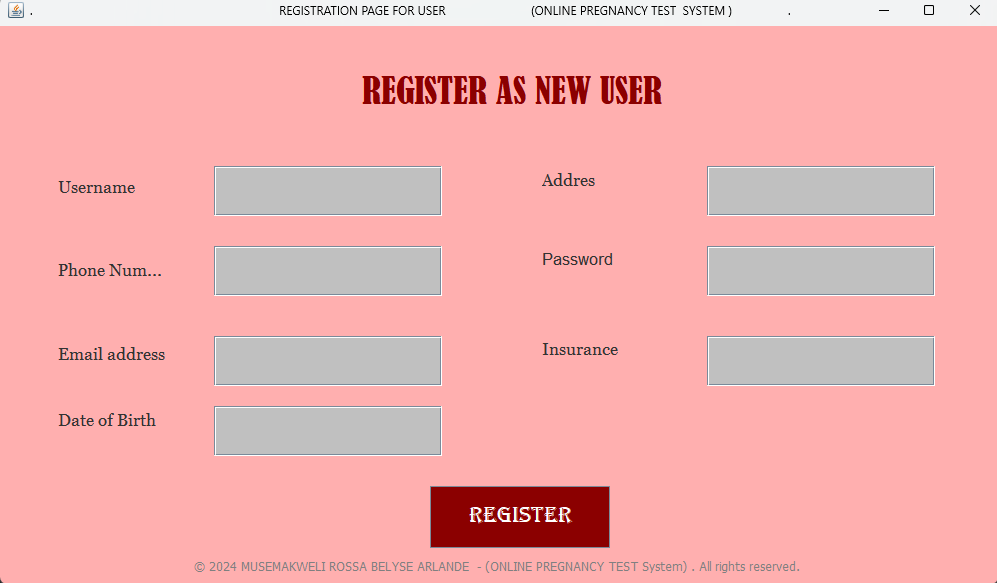 . REGISTRATION PAGE FOR USER (ONLINE PREGNANCY TEST SYSTEM ) .
REGISTER AS NEW USER
Username
Addres
Phone Num...
Password
Email address
Insurance
Date of Birth
REGISTER
© 2024 MUSEMAKWELI ROSSA BELYSE ARLANDE - (ONLINE PREGNANCY TEST System) . All rights reserved.